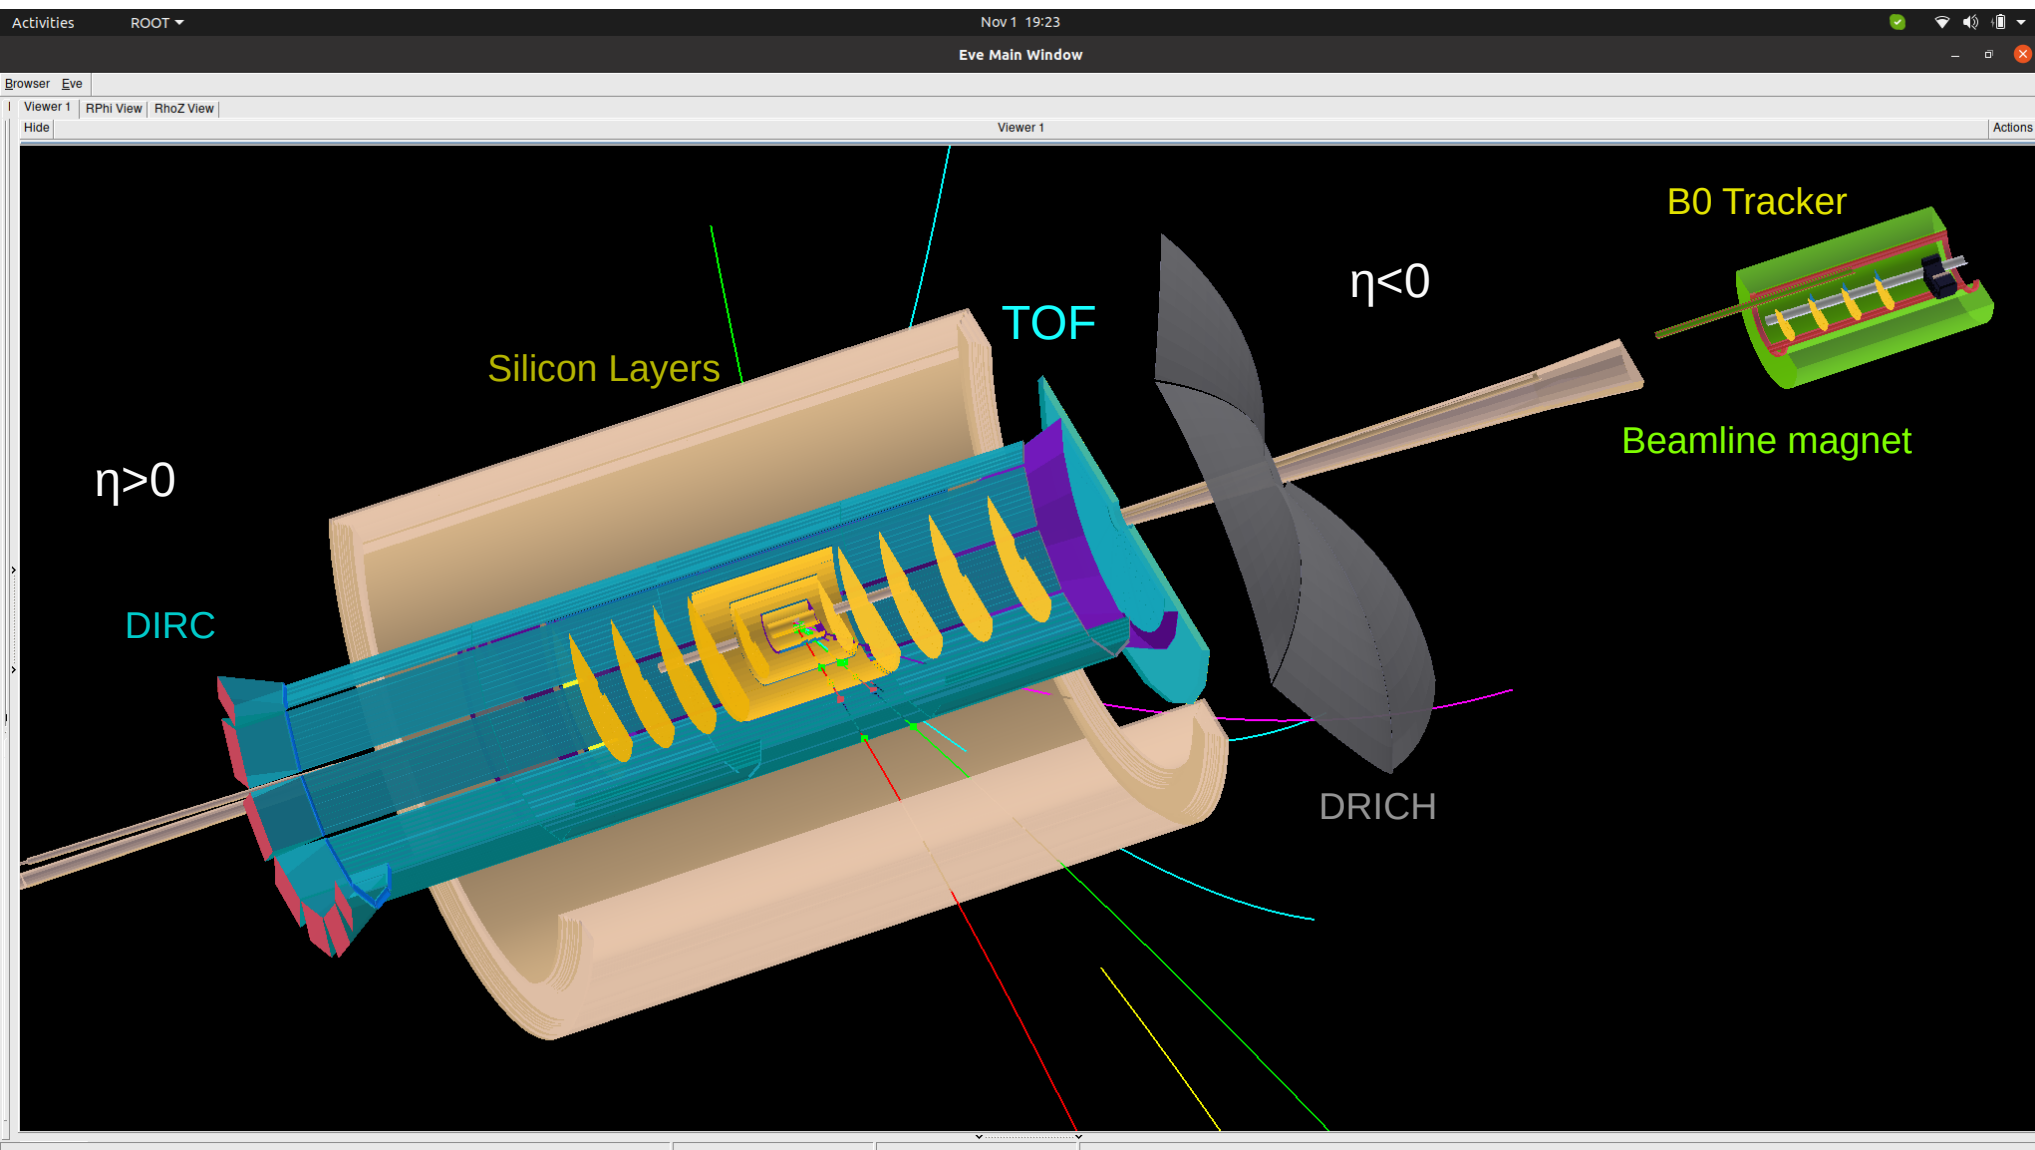 Activities ROOT Nov 1 19:23
Eve Main Window
Browser Eve
Viewer 1 RPhi View RhoZ View
Hide Viewer 1 Actions
B0 Tracker
η<0
TOF
Silicon Layers
Beamline magnet
η>0
DIRC
DRICH